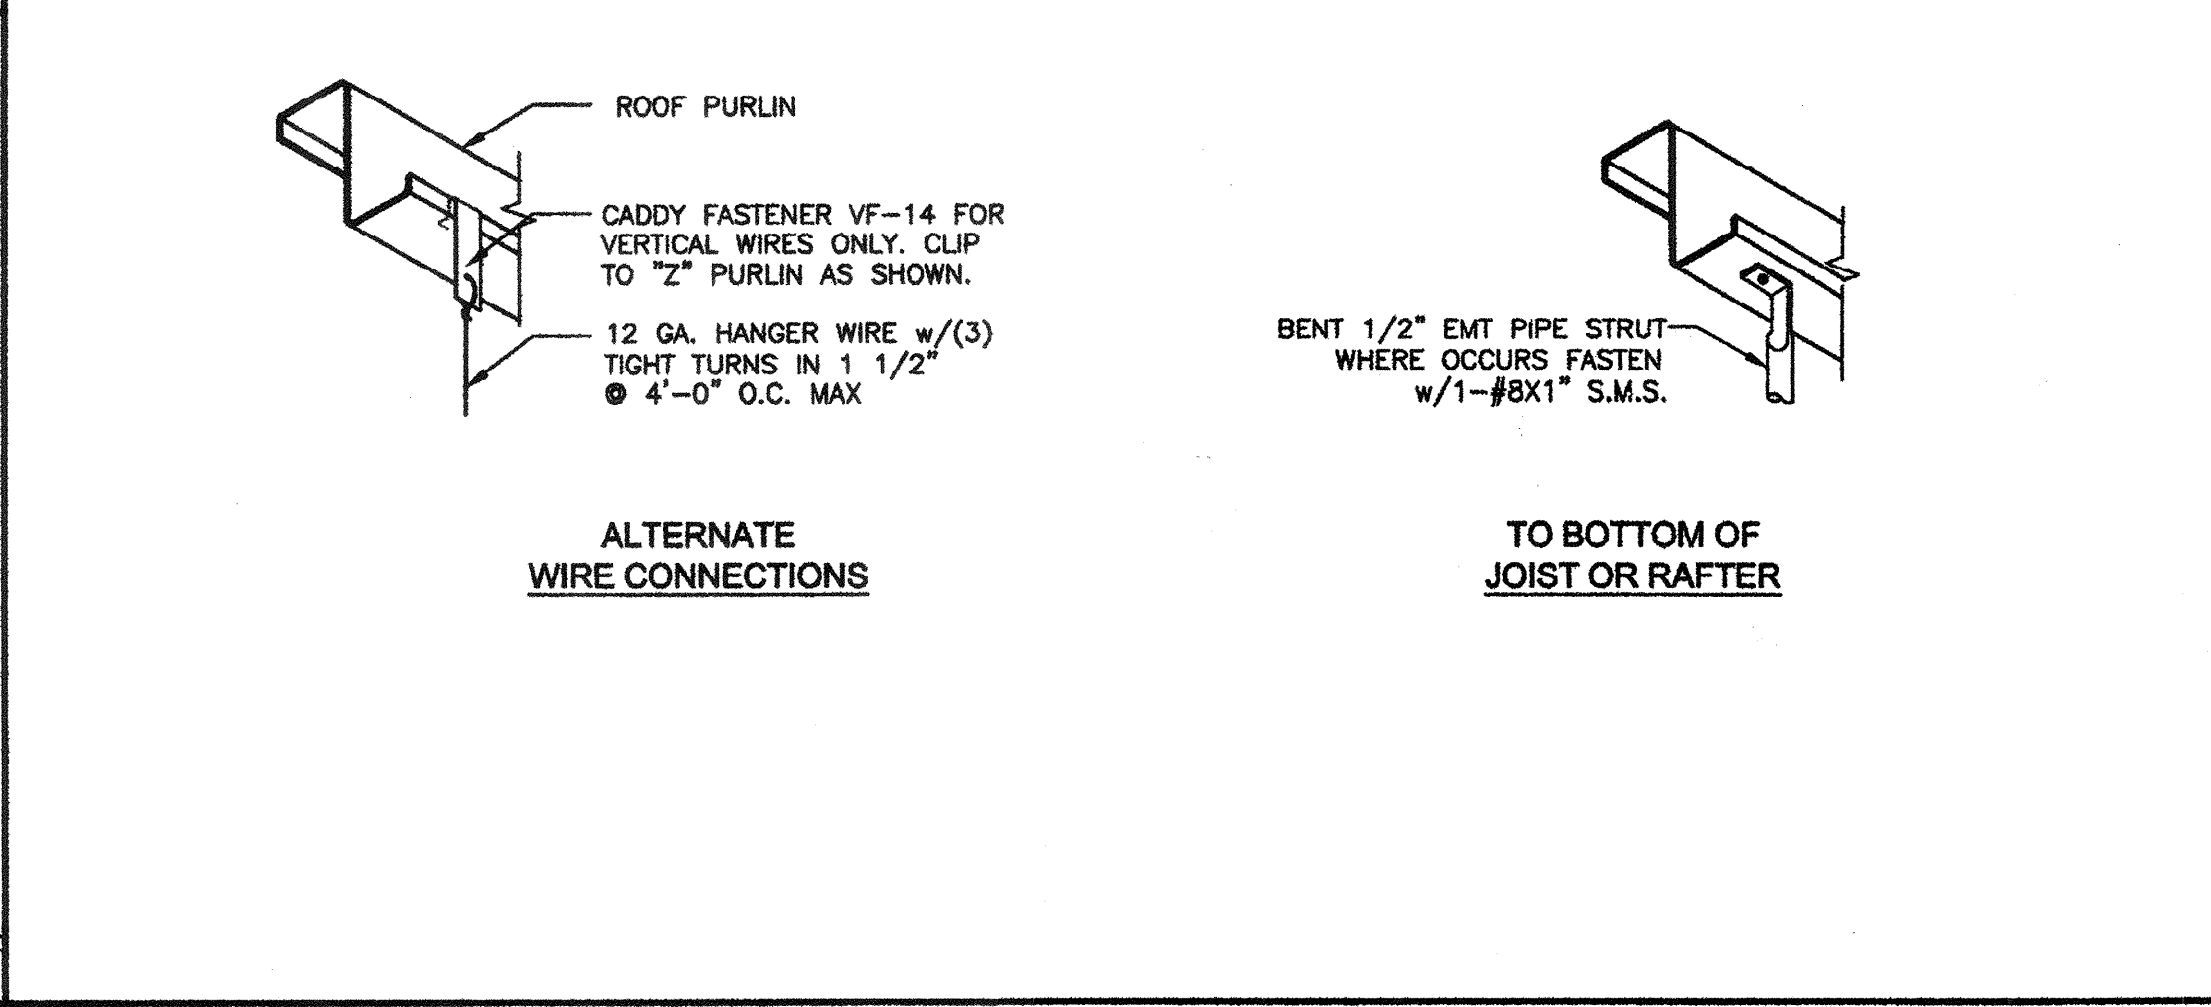 ROOF PURLIN
CADDY FASTENER VF-14 FOR
VERTICAL WIRES ONLY. CLIP
TO "Z" PURLIN AS SHOWN.
12 GA. HANGER WIRE w/(3)
TIGHT TURNS IN 1 1/2"
@ 4'-0" O.C. MAX
ALTERNATE
WIRE CONNECTIONS
BENT 1/2" EMT PIPE STRUT
WHERE OCCURS FASTEN
w/1-#8X1" S.M.S.
TO BOTTOM OF
JOIST OR RAFTER